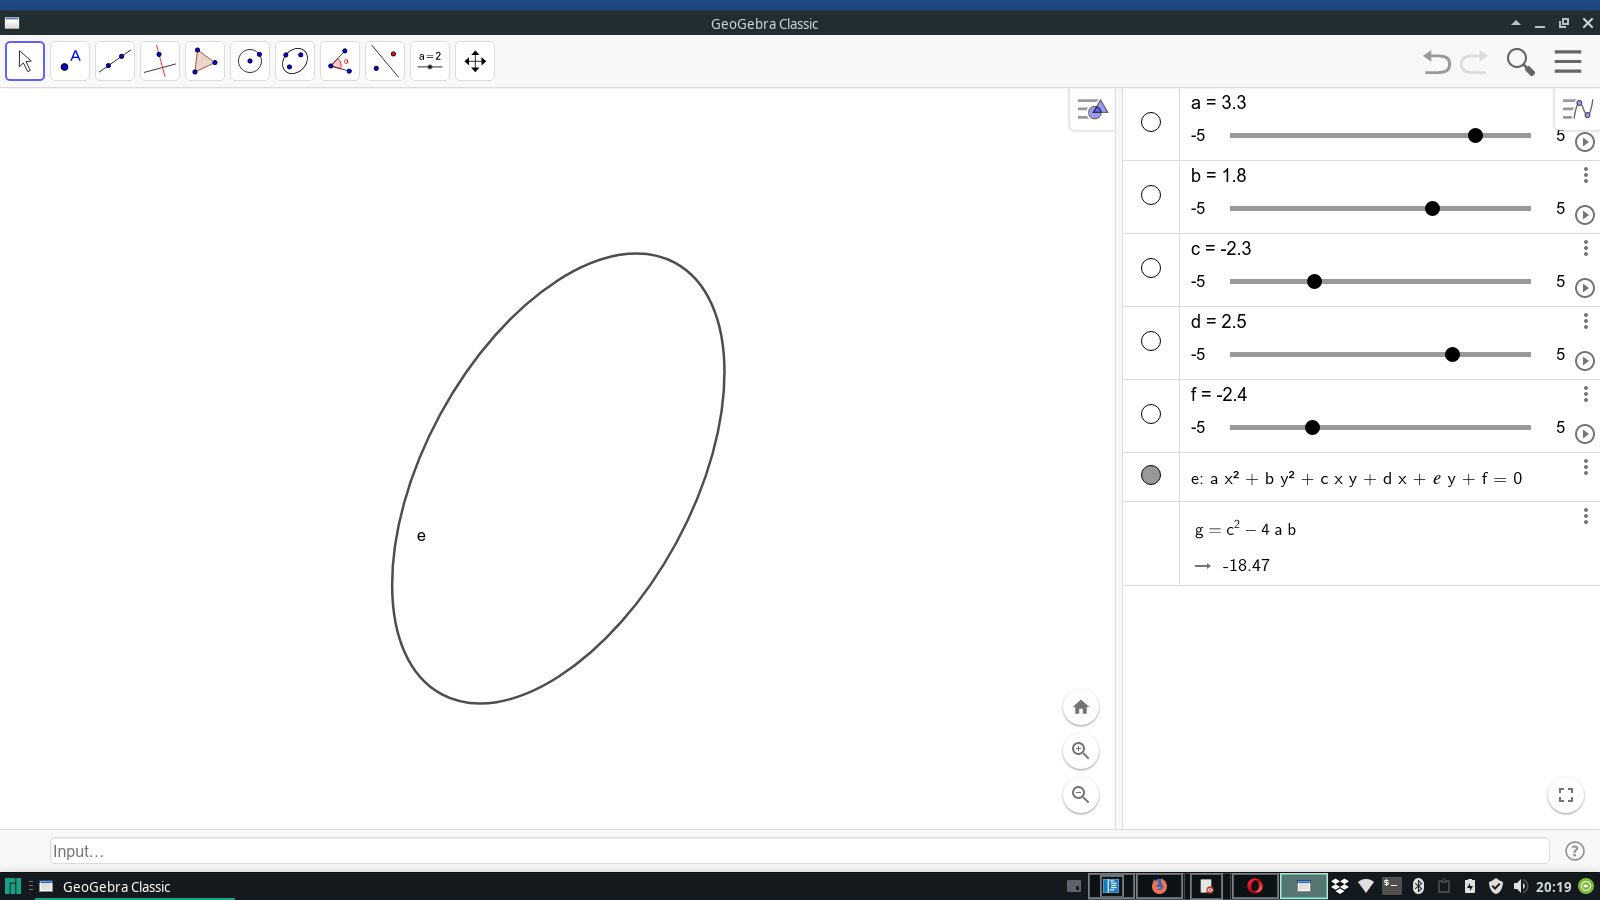 GeoGebra Classic
A
α
a = 2
a = 3.3
-5 5
b = 1.8
-5 5
c = -2.3
-5 5
d = 2.5
-5 5
f = -2.4
-5 5
e: a x² + b y² + c x y + d x + e y + f = 0
g = c² − 4 a b
→ -18.47
e
Input...
?
GeoGebra Classic
$−
20:19